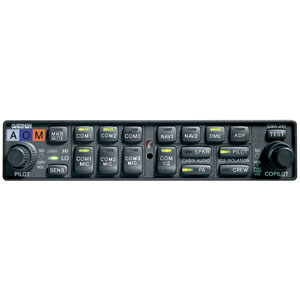 GARMIN
GMA 340
A O M
MKR MUTE
COM1
COM2
COM3
NAV1
NAV2
DME
ADF
TEST
HI
LO
SENS
COM1 MIC
COM2 MIC
COM3 MIC
COM 1/2
SPKR
PILOT
CABIN AUDIO
ISOLATION
PA
CREW
PILOT
COPILOT